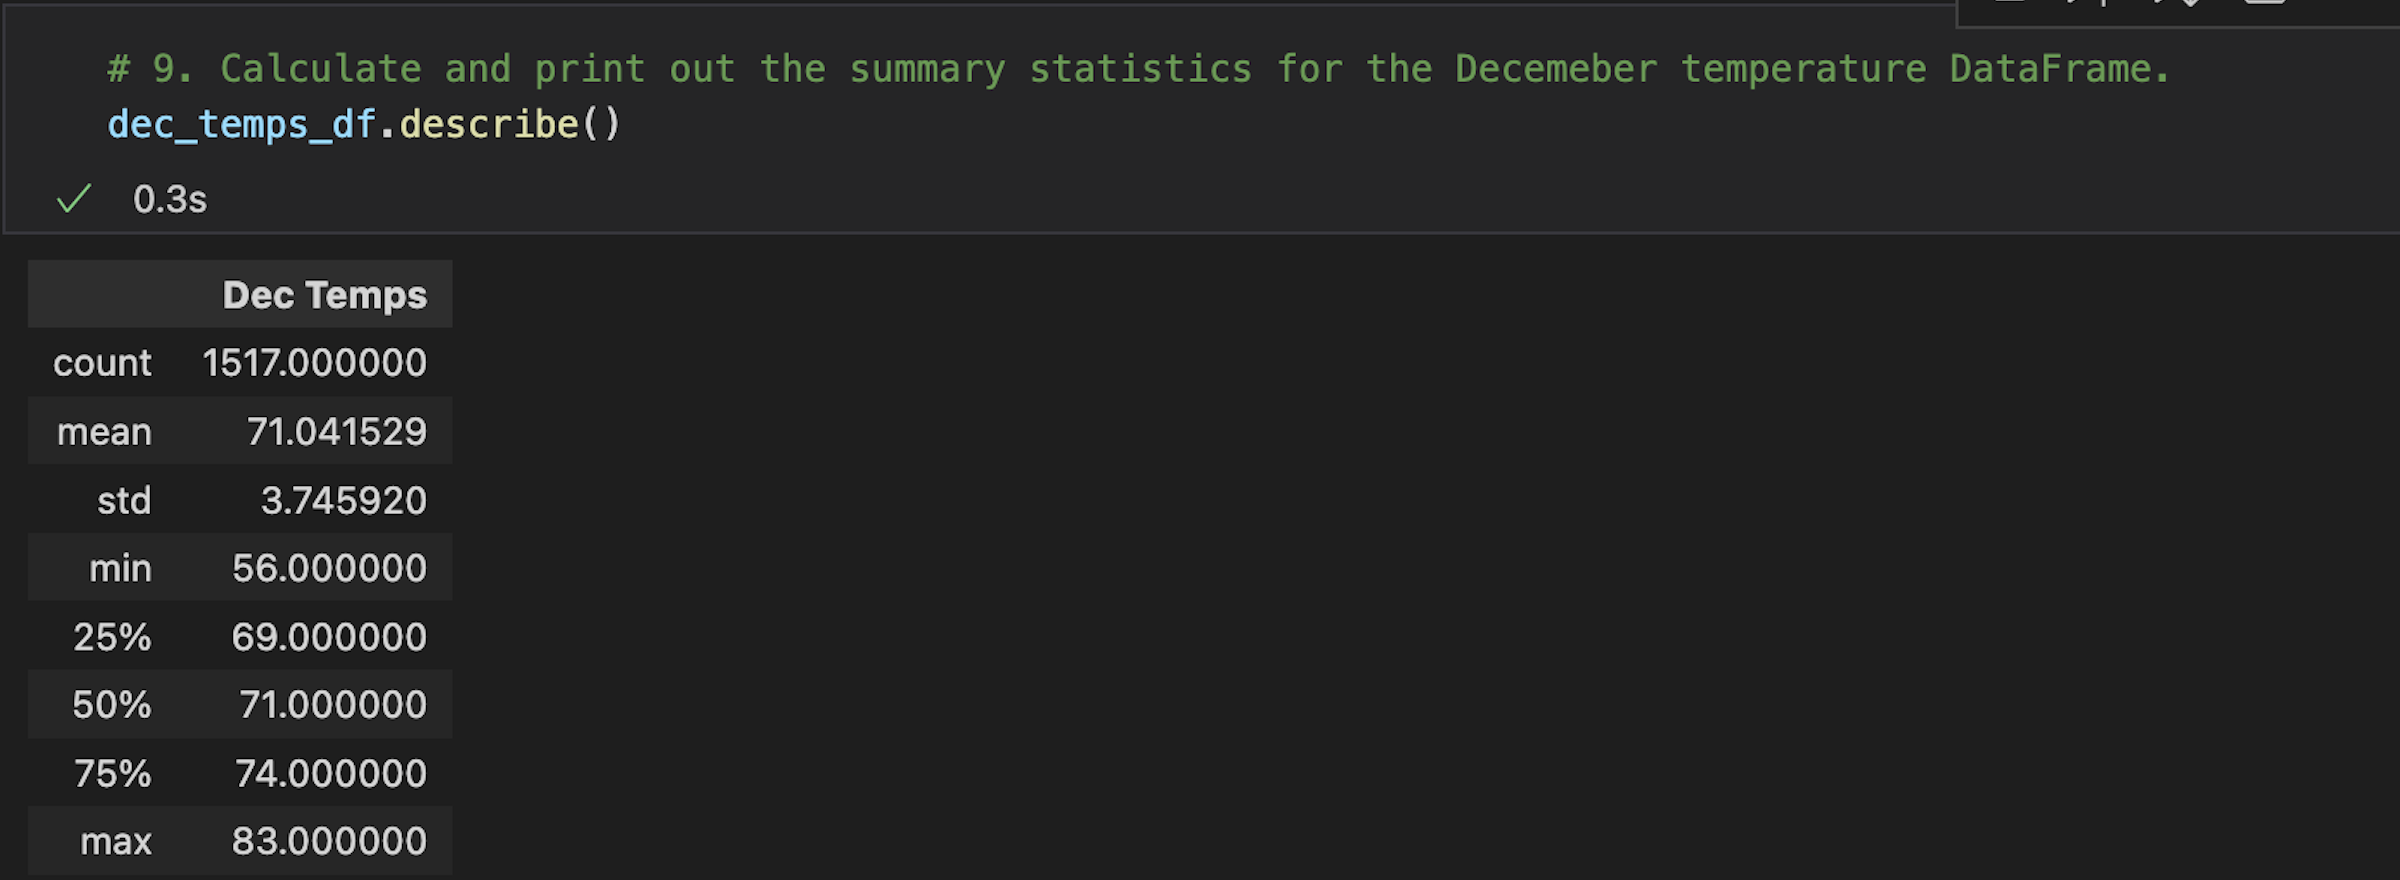 # 9. Calculate and print out the summary statistics for the Decemeber temperature DataFrame.
dec_temps_df.describe()
0.3s
Dec Temps
count 1517.000000
mean 71.041529
std 3.745920
min 56.000000
25% 69.000000
50% 71.000000
75% 74.000000
max 83.000000